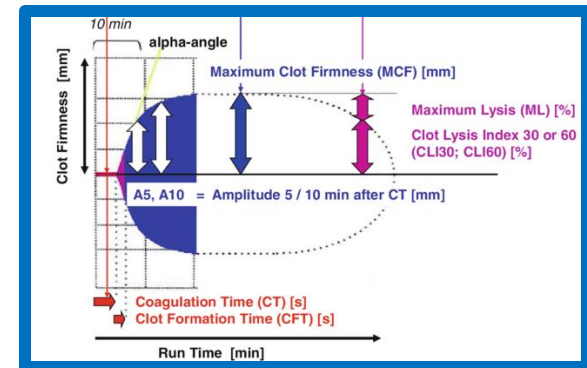 10 min
alpha-angle
Clot Firmness [mm]
Maximum Clot Firmness (MCF) [mm]
Maximum Lysis (ML) [%]
Clot Lysis Index 30 or 60
(CLI30; CLI60) [%]
A5, A10 = Amplitude 5 / 10 min after CT [mm]
Coagulation Time (CT) [s]
Clot Formation Time (CFT) [s]
Run Time [min]